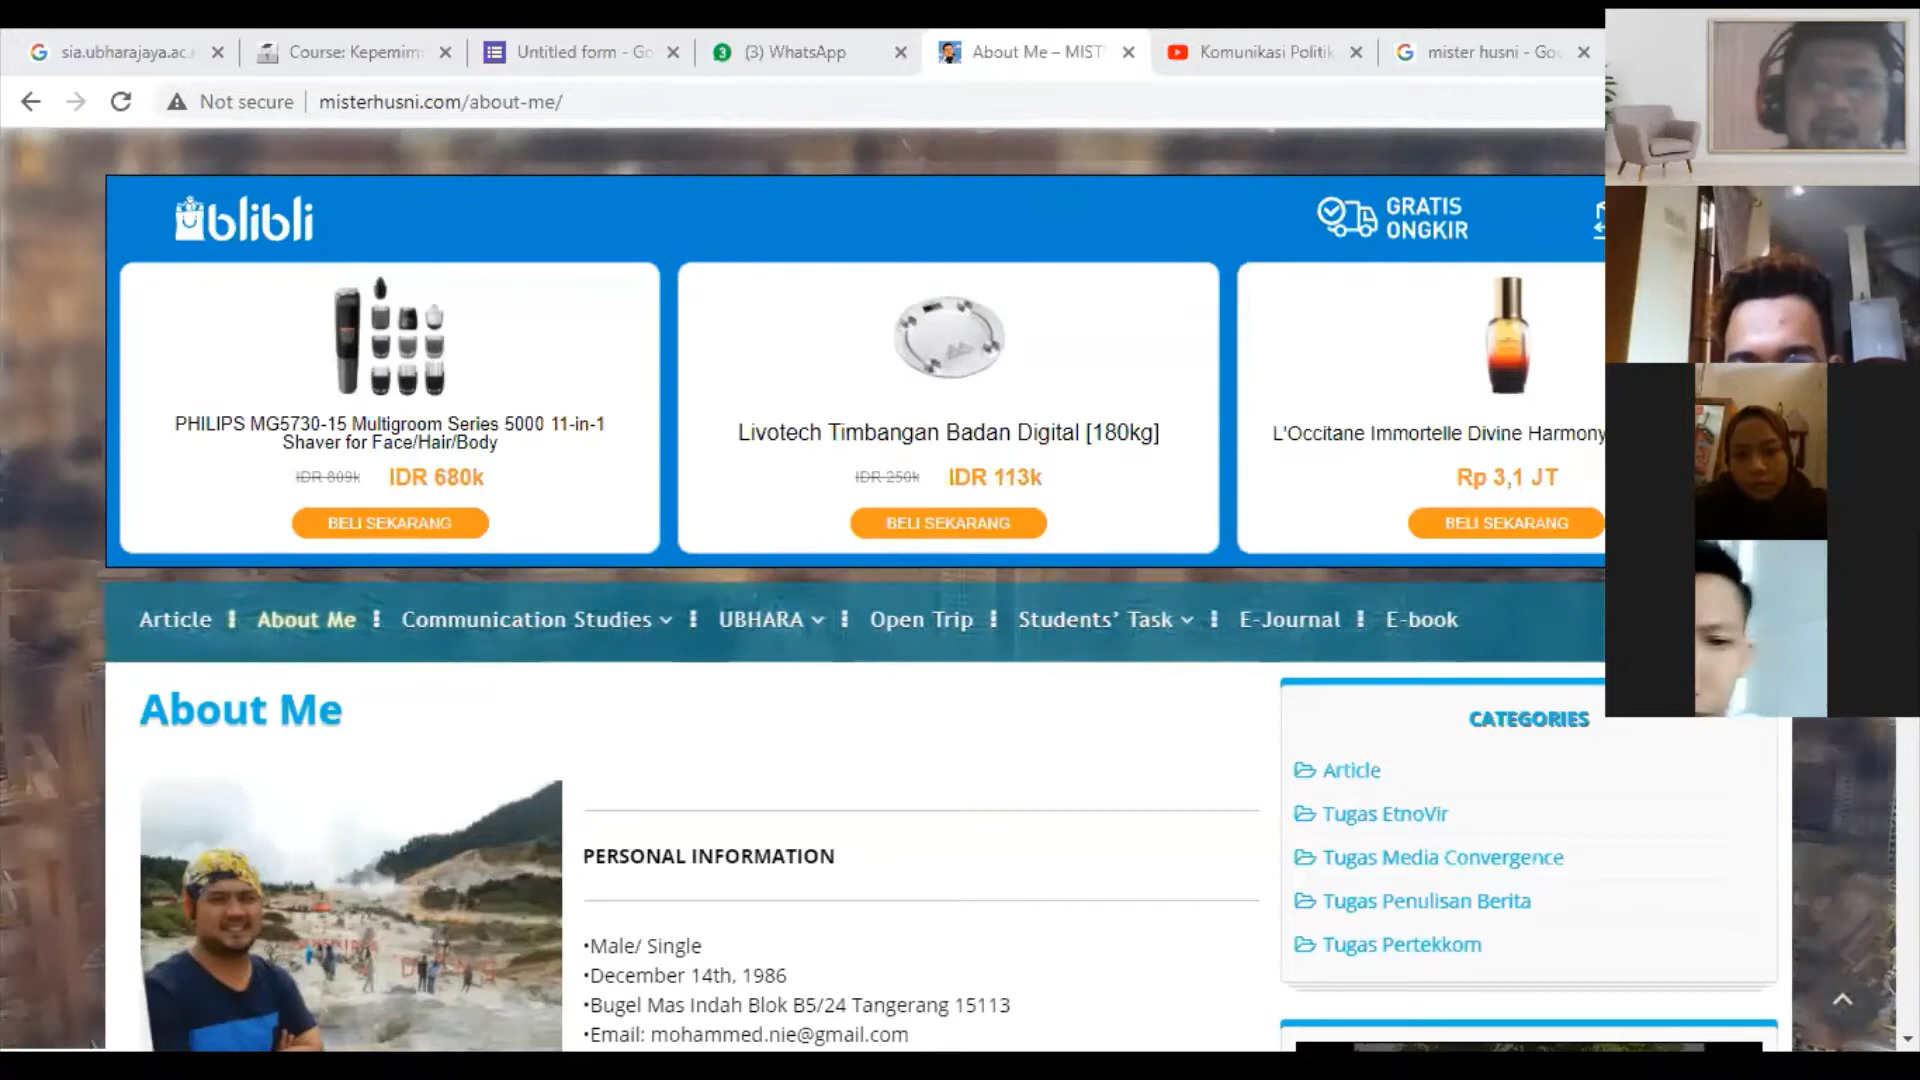 sia.ubharajaya.ac.
Course: Kepemim
Untitled form - Go
(3) WhatsApp
About Me – MIST
Komunikasi Politik
mister husni - Goo
Not secure
misterhusni.com/about-me/
blibli
GRATIS
ONGKIR
PHILIPS MG5730-15 Multigroom Series 5000 11-in-1
Shaver for Face/Hair/Body
IDR 809k IDR 680k
BELI SEKARANG
Livotech Timbangan Badan Digital [180kg]
IDR 250k IDR 113k
BELI SEKARANG
L'Occitane Immortelle Divine Harmony
Rp 3,1 JT
BELI SEKARANG
Article
About Me
Communication Studies
UBHARA
Open Trip
Students' Task
E-Journal
E-book
About Me
PERSONAL INFORMATION
•Male/ Single
•December 14th, 1986
•Bugel Mas Indah Blok B5/24 Tangerang 15113
•Email: mohammed.nie@gmail.com
CATEGORIES
Article
Tugas EtnoVir
Tugas Media Convergence
Tugas Penulisan Berita
Tugas Pertekkom